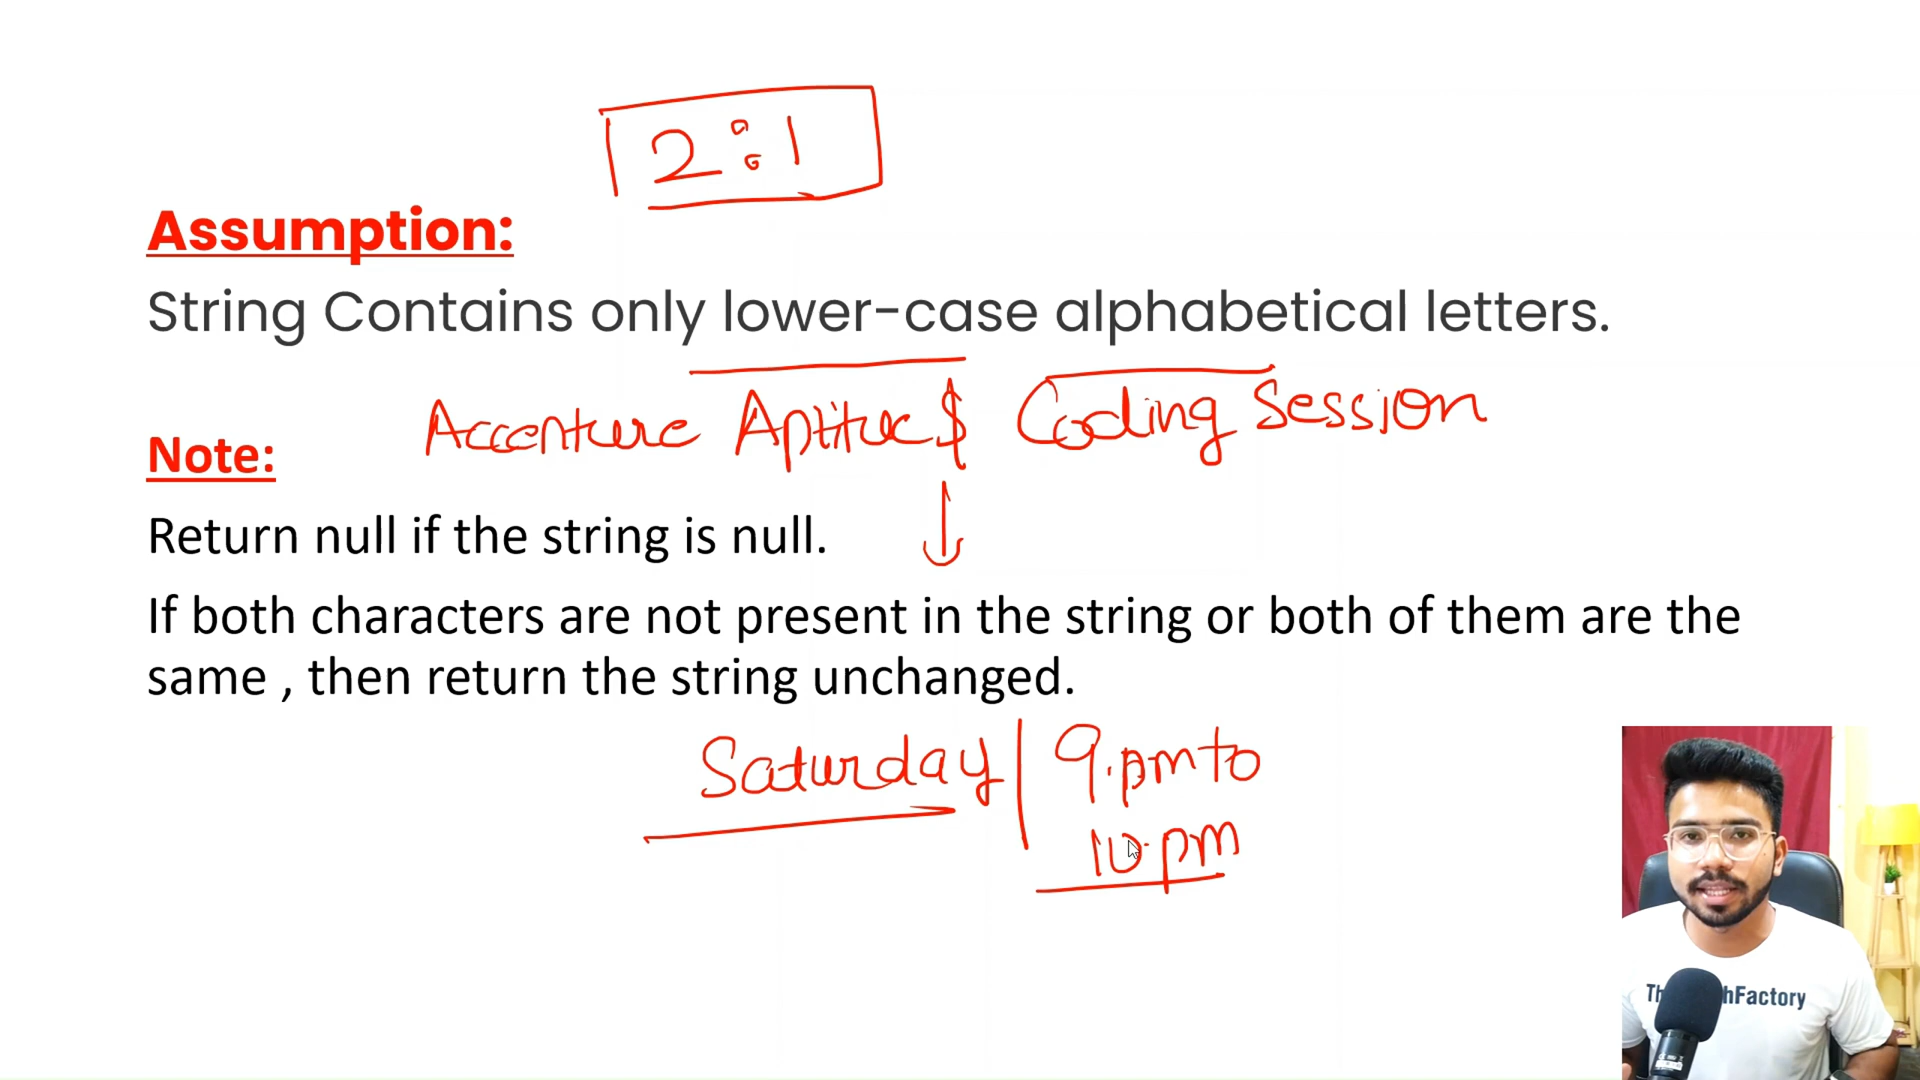 2:1
Assumption:
String Contains only lower-case alphabetical letters.
Accenture Aptitue $ Coding Session
Note:
Return null if the string is null.
If both characters are not present in the string or both of them are the
same , then return the string unchanged.
Saturday | 9.pm to
10.pm
hFactory